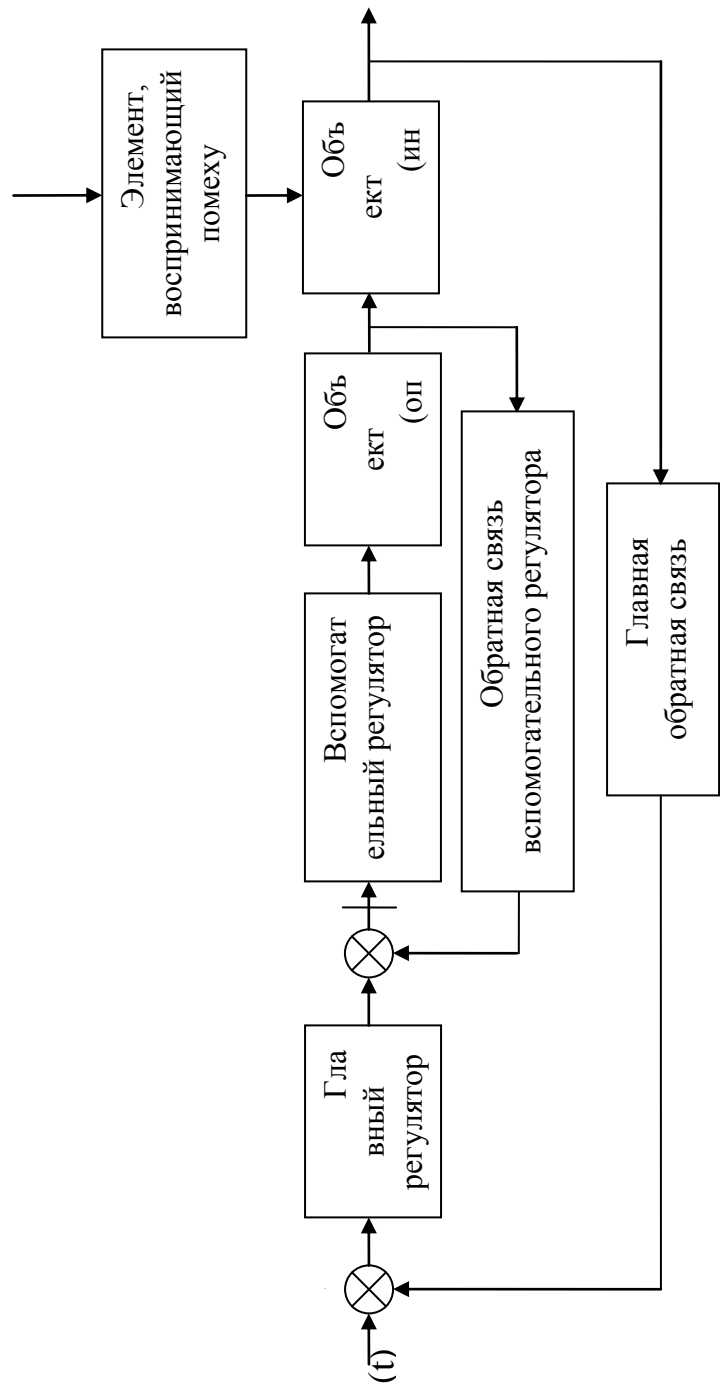 Элемент,
воспринимающий
помеху
(t)
Гла
вный
регулятор
Вспомогат
ельный регулятор
Объ
ект
(оп
Объ
ект
(ин
Обратная связь
вспомогательного регулятора
Главная
обратная связь